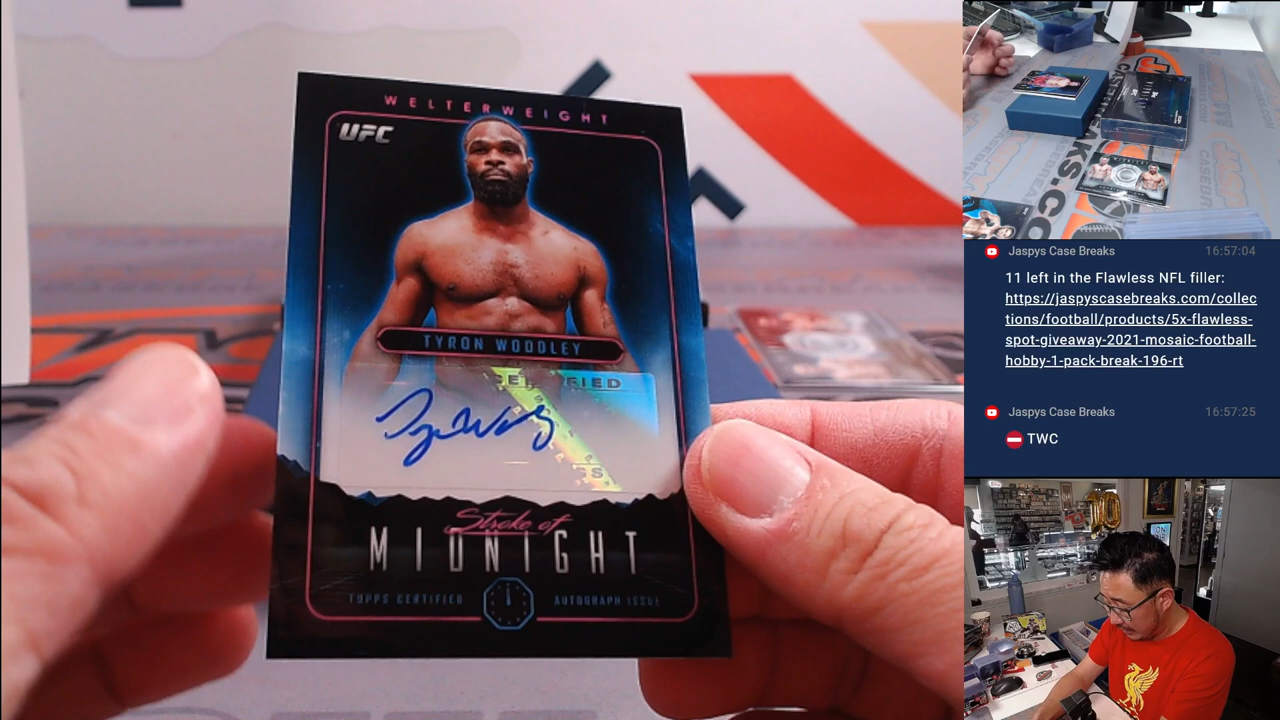 WELTERWEIGHT
UFC
TYRON WOODLEY
CERTIFIED
Stroke of
MIDNIGHT
TOPPS CERTIFIED
AUTOGRAPH ISSUE
Jaspys Case Breaks 16:57:04
11 left in the Flawless NFL filler:
https://jaspyscasebreaks.com/collec
tions/football/products/5x-flawless-
spot-giveaway-2021-mosaic-football-
hobby-1-pack-break-196-rt
Jaspys Case Breaks 16:57:25
TWC